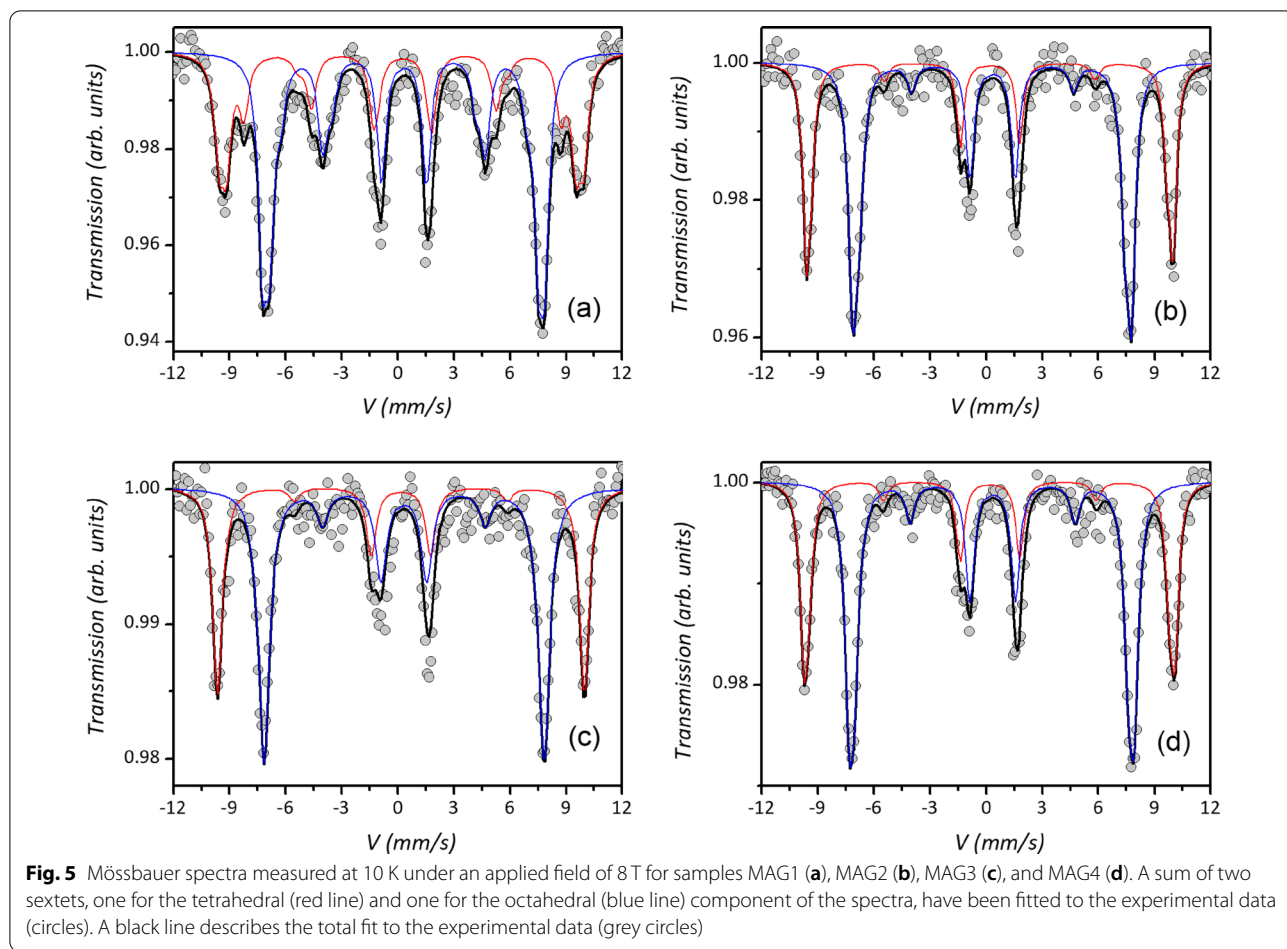 1.00
0.98
0.96
0.94
Transmission (arb. units)
-12 -9 -6 -3 0 3 6 9 12
V (mm/s)
(a)
1.00
0.98
0.96
Transmission (arb. units)
-12 -9 -6 -3 0 3 6 9 12
V (mm/s)
(b)
1.00
0.99
0.98
Transmission (arb. units)
-12 -9 -6 -3 0 3 6 9 12
V (mm/s)
(c)
1.00
0.98
Transmission (arb. units)
-12 -9 -6 -3 0 3 6 9 12
V (mm/s)
(d)
Fig. 5 Mössbauer spectra measured at 10 K under an applied field of 8 T for samples MAG1 (a), MAG2 (b), MAG3 (c), and MAG4 (d). A sum of two
sextets, one for the tetrahedral (red line) and one for the octahedral (blue line) component of the spectra, have been fitted to the experimental data
(circles). A black line describes the total fit to the experimental data (grey circles)